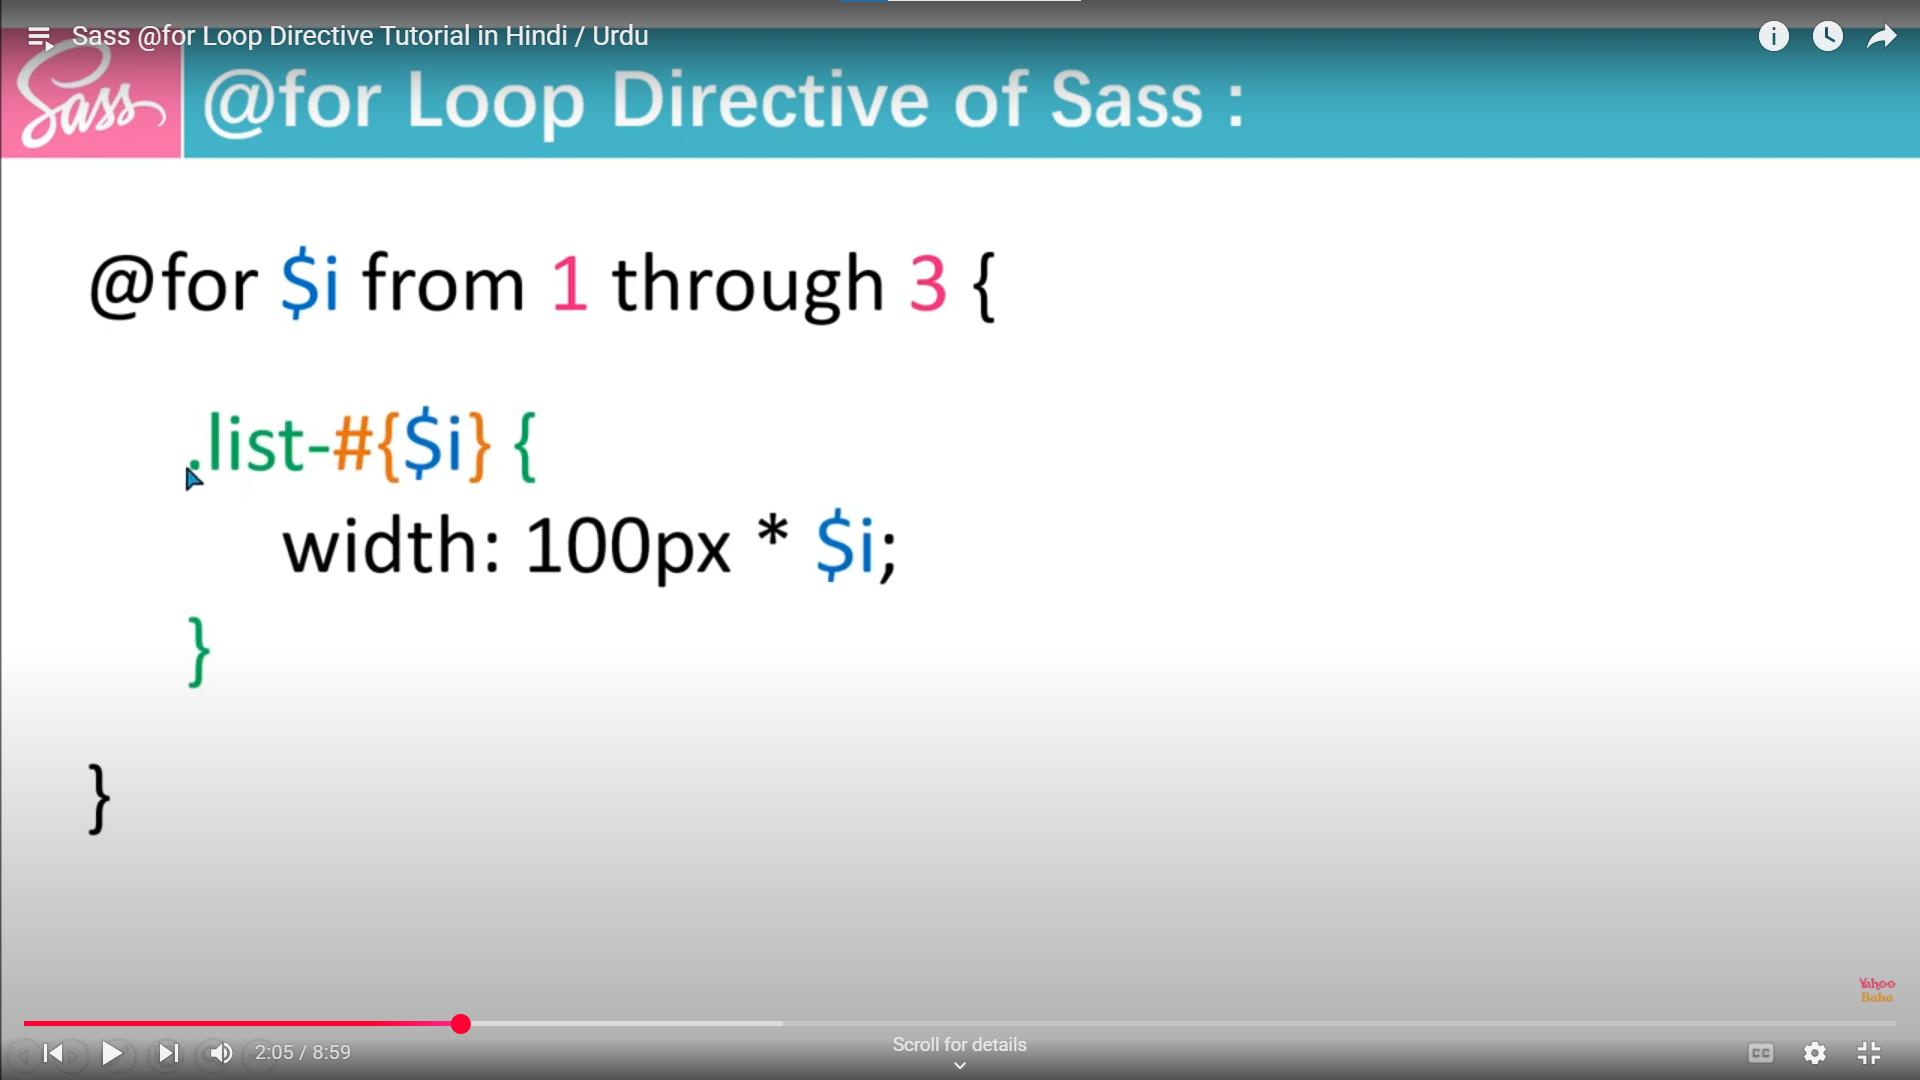 Sass @for Loop Directive Tutorial in Hindi / Urdu
Sass
@for Loop Directive of Sass :
@for $i from 1 through 3 {
.list-#{$i} {
width: 100px * $i;
}
}
Yahoo
Baba
2:05 / 8:59
Scroll for details
CC